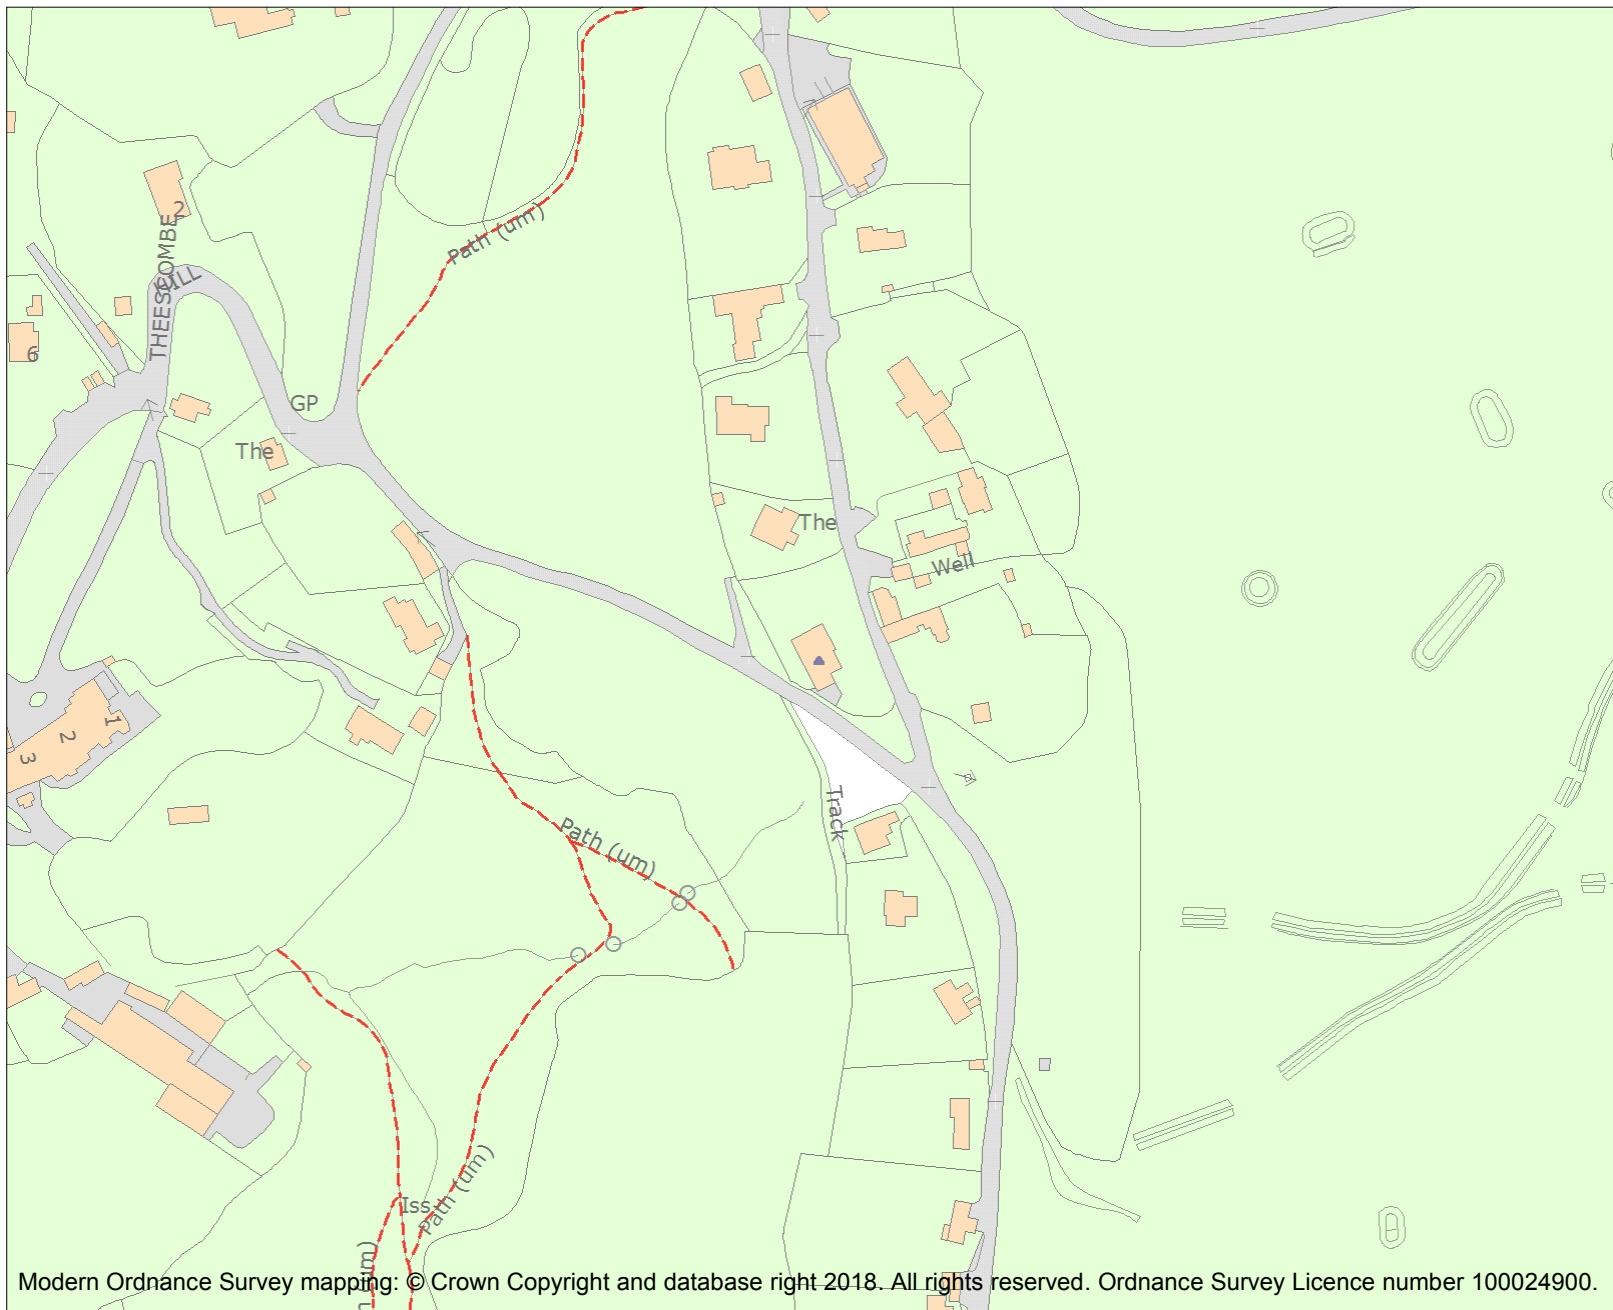 Path (um)
2
THEESCOMBE
HILL
6
GP
The
The
Well
1
2
3
Track
Path (um)
Iss
Path (um)
(um)
Modern Ordnance Survey mapping: © Crown Copyright and database right 2018. All rights reserved. Ordnance Survey Licence number 100024900.